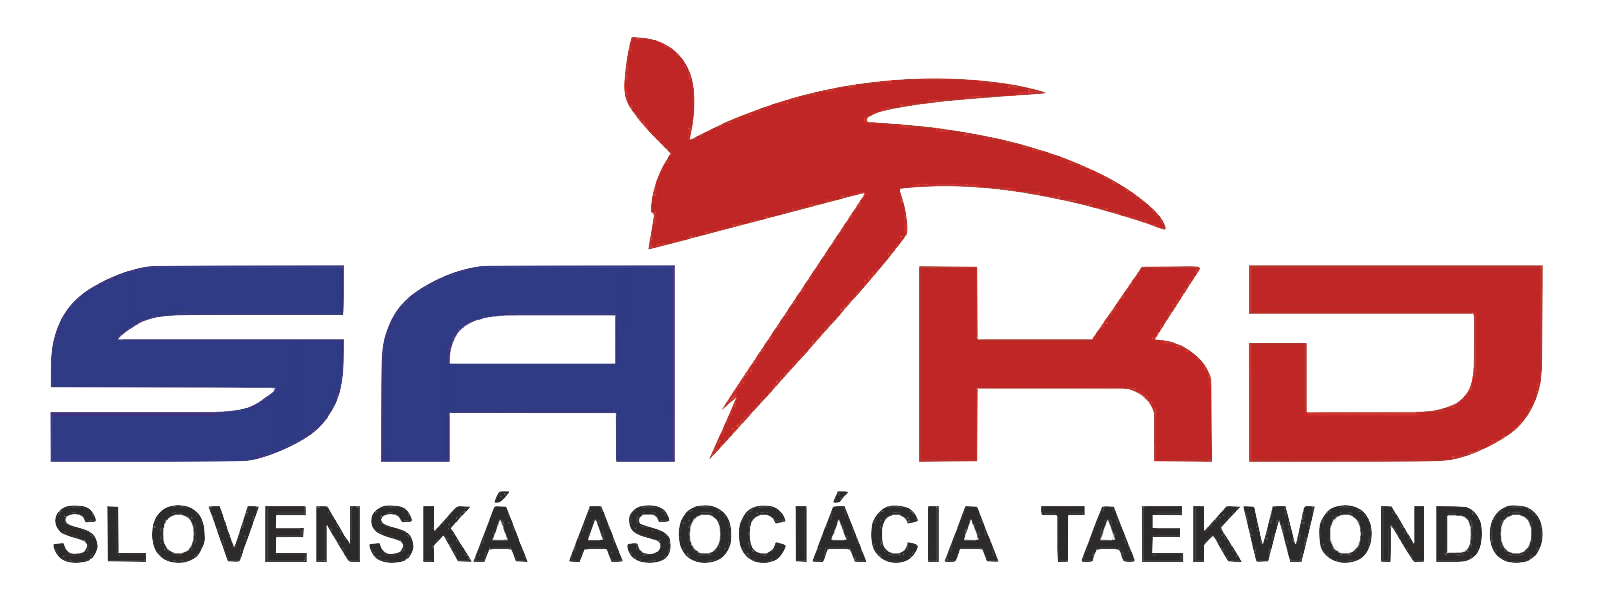 SATKD
SLOVENSKÁ ASOCIÁCIA TAEKWONDO